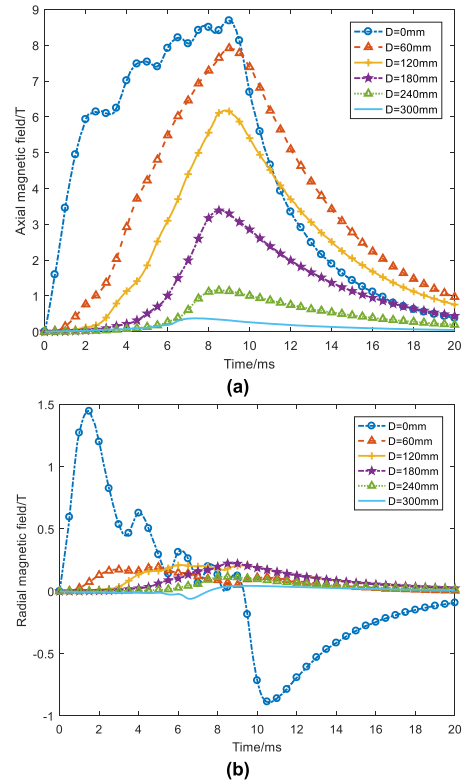 9
8
7
6
5
4
3
2
1
0
Axial magnetic field/T
D=0mm
D=60mm
D=120mm
D=180mm
D=240mm
D=300mm
0 2 4 6 8 10 12 14 16 18 20
Time/ms
(a)
1.5
1
0.5
0
-0.5
-1
Radial magnetic field/T
D=0mm
D=60mm
D=120mm
D=180mm
D=240mm
D=300mm
0 2 4 6 8 10 12 14 16 18 20
Time/ms
(b)